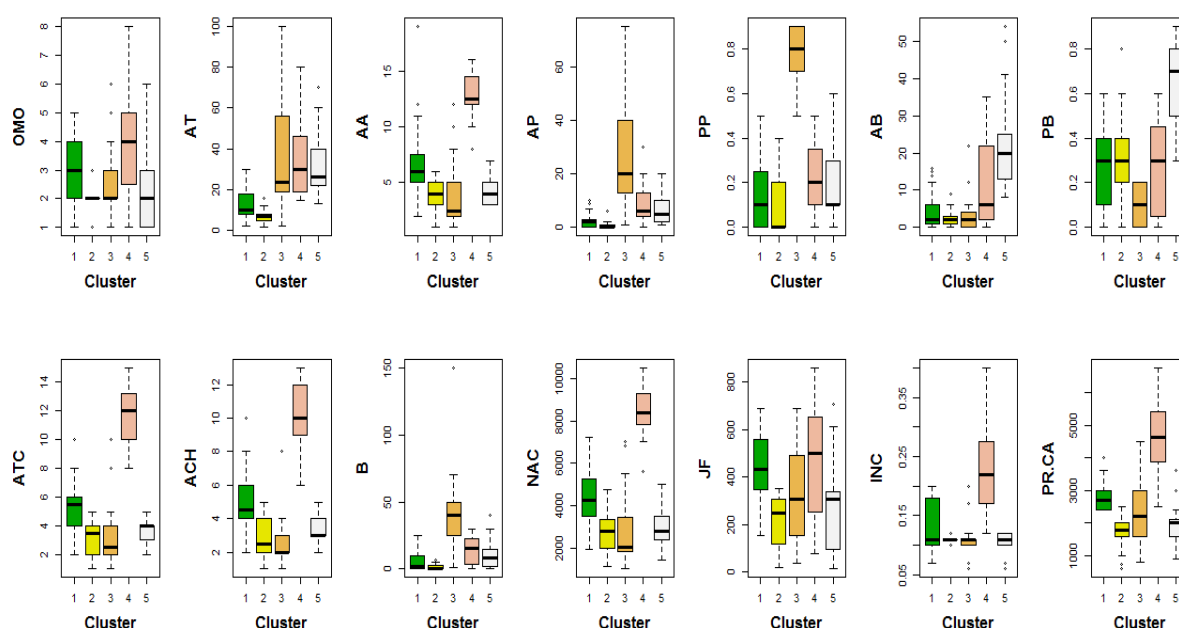 OMO
1 2 3 4 5 6 7 8
1 2 3 4 5
Cluster
AT
0 20 40 60 80 100
1 2 3 4 5
Cluster
AA
5 10 15
1 2 3 4 5
Cluster
AP
0 20 40 60
1 2 3 4 5
Cluster
PP
0.0 0.2 0.4 0.6 0.8
1 2 3 4 5
Cluster
AB
0 10 20 30 40 50
1 2 3 4 5
Cluster
PB
0.0 0.2 0.4 0.6 0.8
1 2 3 4 5
Cluster
ATC
2 4 6 8 10 12 14
1 2 3 4 5
Cluster
ACH
2 4 6 8 10 12
1 2 3 4 5
Cluster
B
0 50 100 150
1 2 3 4 5
Cluster
NAC
2000 4000 6000 8000 10000
1 2 3 4 5
Cluster
JF
0 200 400 600 800
1 2 3 4 5
Cluster
INC
0.05 0.15 0.25 0.35
1 2 3 4 5
Cluster
PR.CA
1000 3000 5000
1 2 3 4 5
Cluster